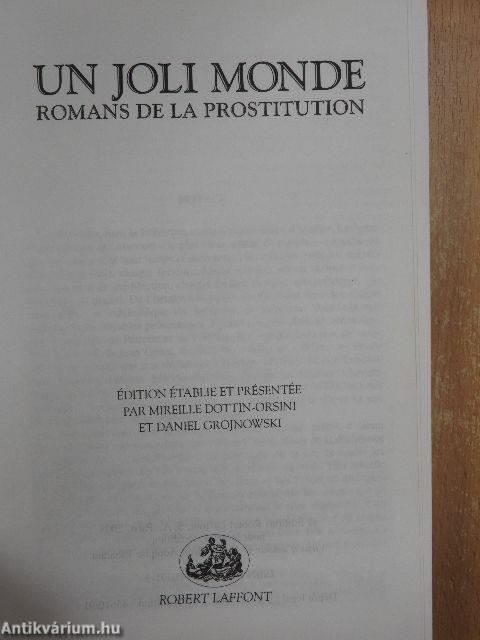 UN JOLI MONDE
ROMANS DE LA PROSTITUTION
ÉDITION ÉTABLIE ET PRÉSENTÉE
PAR MIREILLE DOTTIN-ORSINI
ET DANIEL GROJNOWSKI
ROBERT LAFFONT
Antikvárium.hu